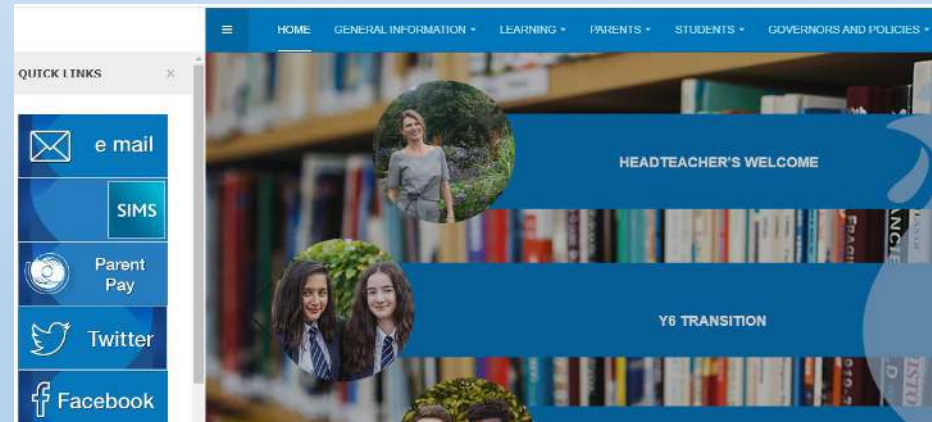 HOME GENERAL INFORMATION LEARNING PARENTS STUDENTS GOVERNORS AND POLICIES
QUICK LINKS ×
e mail
SIMS
Parent
Pay
Twitter
Facebook
HEADTEACHER'S WELCOME
Y6 TRANSITION